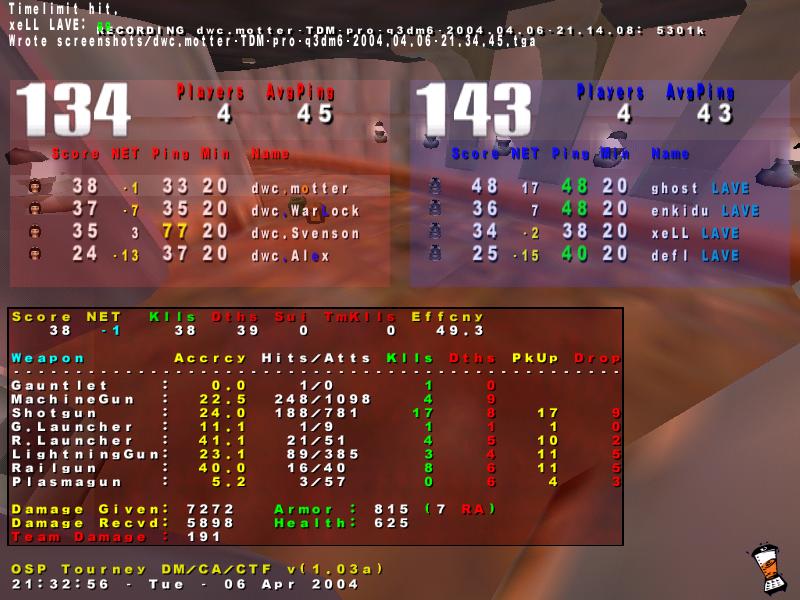 Timelimit hit.
xeLL LAVE:
RECORDING dwc.motter-TDM-pro-q3dm6-2004.04.06-21.14.08: 5301k
Wrote screenshots/dwc.motter-TDM-pro-q3dm6-2004.04.06-21.34.45.tga
134 Players AvgPing 143 Players AvgPing
4 45 4 43
Score NET Ping Min Name Score NET Ping Min Name
38 -1 33 20 dwc.motter 48 17 48 20 ghost LAVE
37 -7 35 20 dwc.WarLock 36 7 48 20 enkidu LAVE
35 3 77 20 dwc.Svenson 34 -2 38 20 xeLL LAVE
24 -13 37 20 dwc.Alex 25 -15 40 20 defl LAVE
Score NET Klls Dths Sui TmKlls Effcny
38 -1 38 39 0 0 49.3
Weapon Accrcy Hits/Atts Klls Dths PkUp Drop
Gauntlet : 0.0 1/0 1 0
MachineGun : 22.5 248/1098 4 9
Shotgun : 24.0 188/781 17 8 17 9
G.Launcher : 11.1 1/9 1 1 1 0
R.Launcher : 41.1 21/51 4 5 10 2
LightningGun: 23.1 89/385 3 4 11 5
Railgun : 40.0 16/40 8 6 11 5
Plasmagun : 5.2 3/57 0 6 4 3
Damage Given: 7272 Armor : 815 (7 RA)
Damage Recvd: 5898 Health: 625
Team Damage : 191
OSP Tourney DM/CA/CTF v(1.03a)
21:32:56 - Tue - 06 Apr 2004